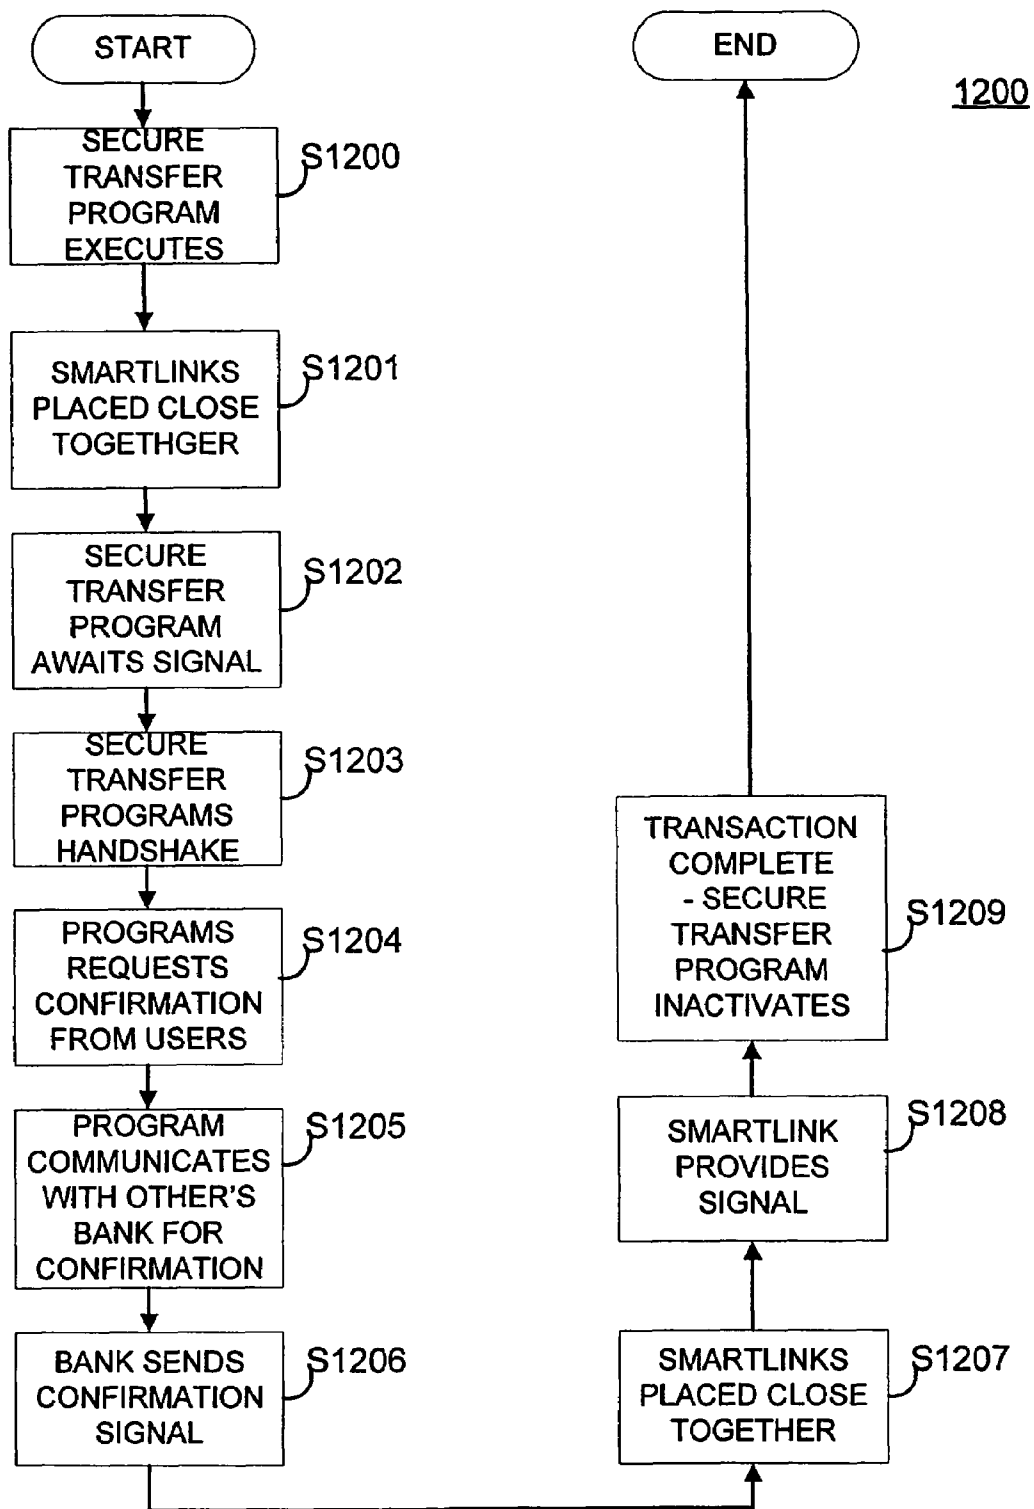 START
SECURE
TRANSFER
PROGRAM
EXECUTES
S1200
SMARTLINKS
PLACED CLOSE
TOGETHGER
S1201
SECURE
TRANSFER
PROGRAM
AWAITS SIGNAL
S1202
SECURE
TRANSFER
PROGRAMS
HANDSHAKE
S1203
PROGRAMS
REQUESTS
CONFIRMATION
FROM USERS
S1204
PROGRAM
COMMUNICATES
WITH OTHER'S
BANK FOR
CONFIRMATION
S1205
BANK SENDS
CONFIRMATION
SIGNAL
S1206
SMARTLINKS
PLACED CLOSE
TOGETHER
S1207
SMARTLINK
PROVIDES
SIGNAL
S1208
TRANSACTION
COMPLETE
- SECURE
TRANSFER
PROGRAM
INACTIVATES
S1209
END
1200